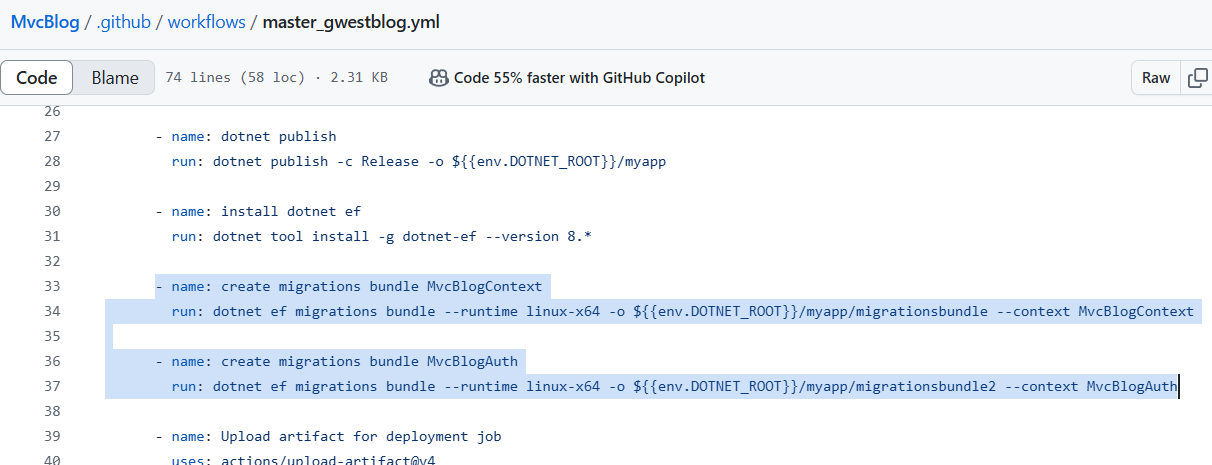 MvcBlog / .github / workflows / master_gwestblog.yml
Code Blame 74 lines (58 loc) · 2.31 KB Code 55% faster with GitHub Copilot Raw
26
27 - name: dotnet publish
28 run: dotnet publish -c Release -o ${{env.DOTNET_ROOT}}/myapp
29
30 - name: install dotnet ef
31 run: dotnet tool install -g dotnet-ef --version 8.*
32
33 - name: create migrations bundle MvcBlogContext
34 run: dotnet ef migrations bundle --runtime linux-x64 -o ${{env.DOTNET_ROOT}}/myapp/migrationsbundle --context MvcBlogContext
35
36 - name: create migrations bundle MvcBlogAuth
37 run: dotnet ef migrations bundle --runtime linux-x64 -o ${{env.DOTNET_ROOT}}/myapp/migrationsbundle2 --context MvcBlogAuth
38
39 - name: Upload artifact for deployment job
40 uses: actions/upload-artifact@v4